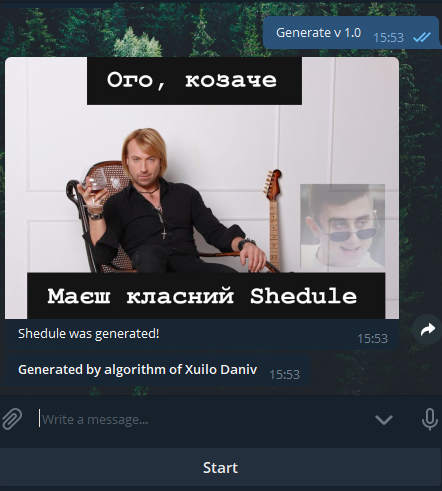 Generate v 1.0
15:53
Ого, козаче
Маєш класний Shedule
Shedule was generated!
15:53
Generated by algorithm of Xuilo Daniv
15:53
Write a message...
Start